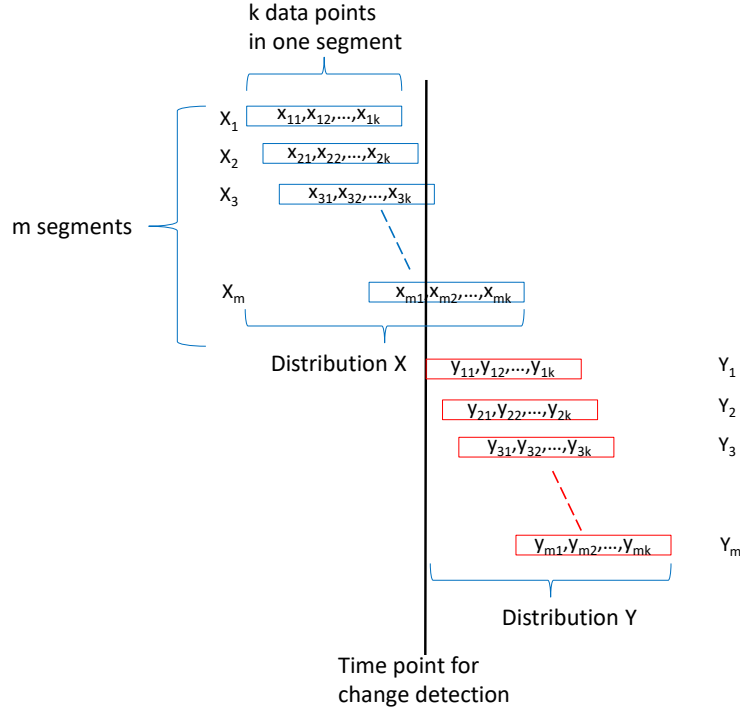 k data points
in one segment
X₁ x₁₁,x₁₂,...,x₁ₖ
X₂ x₂₁,x₂₂,...,x₂ₖ
X₃ x₃₁,x₃₂,...,x₃ₖ
m segments
Xₘ xₘ₁,xₘ₂,...,xₘₖ
Distribution X
y₁₁,y₁₂,...,y₁ₖ Y₁
y₂₁,y₂₂,...,y₂ₖ Y₂
y₃₁,y₃₂,...,y₃ₖ Y₃
yₘ₁,yₘ₂,...,yₘₖ Yₘ
Distribution Y
Time point for
change detection